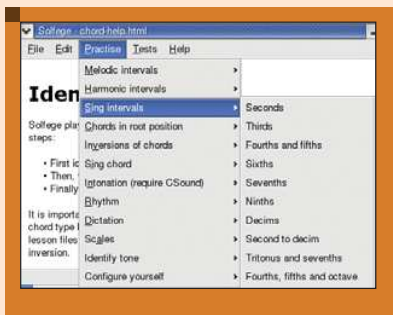 Solfege - chord-help.html
File Edit Practise Tests Help
Melodic intervals
Harmonic intervals
Iden
Sing intervals
Seconds
Solfege play
Chords in root position
Thirds
steps:
Inversions of chords
Fourths and fifths
• First ic
Sing chord
Sixths
• Then,
Intonation (require CSound)
Sevenths
• Finally
Rhythm
Ninths
It is importa
Dictation
Decims
chord type
Scales
Second to decim
lesson files
Identify tone
Tritonus and sevenths
inversion.
Configure yourself
Fourths, fifths and octave